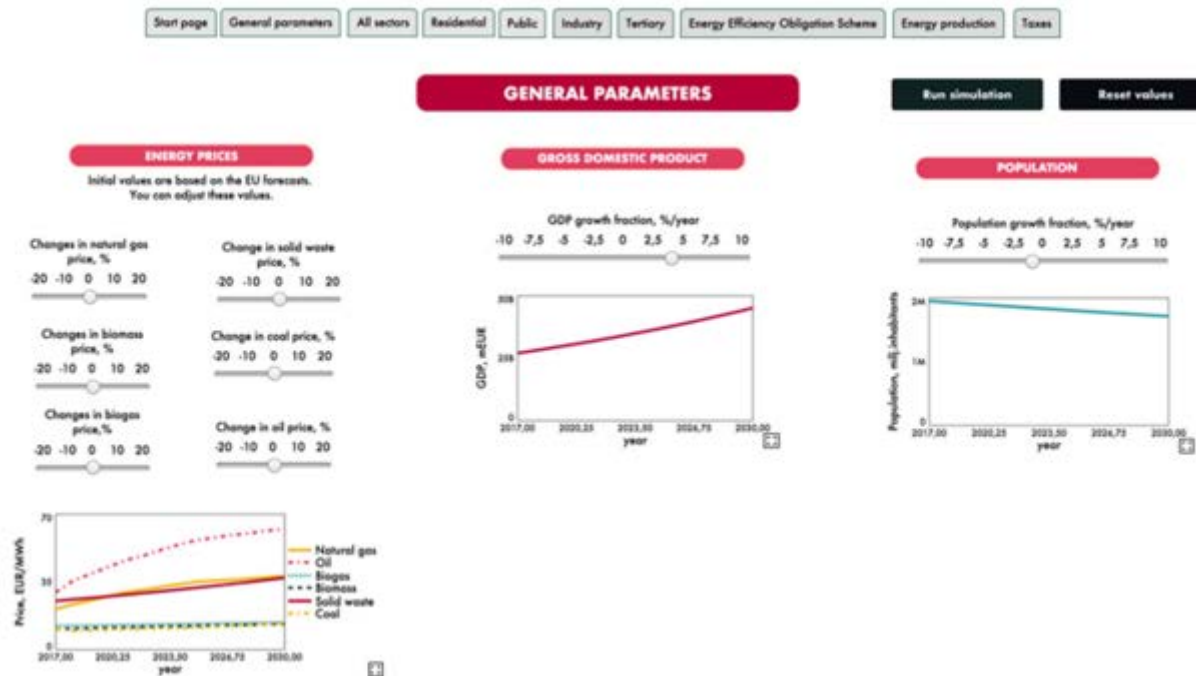 Start page General parameters All sectors Residential Public Industry Tertiary Energy Efficiency Obligation Scheme Energy production Taxes
GENERAL PARAMETERS
Run simulation
Reset values
ENERGY PRICES
Initial values are based on the EU forecasts.
You can adjust these values.
Changes in natural gas
price, %
-20 -10 0 10 20
Change in solid waste
price, %
-20 -10 0 10 20
Changes in biomass
price, %
-20 -10 0 10 20
Change in coal price, %
-20 -10 0 10 20
Changes in biogas
price,%
-20 -10 0 10 20
Change in oil price, %
-20 -10 0 10 20
70
Price, EUR/MWh
0
2017,00 2020,25 2023,50 2026,75 2030,00
year
Natural gas
Oil
Biogas
Biomass
Solid waste
Coal
GROSS DOMESTIC PRODUCT
GDP growth fraction, %/year
-10 -7,5 -5 -2,5 0 2,5 5 7,5 10
GDP, mEUR
0
2017,00 2020,25 2023,50 2026,75 2030,00
year
POPULATION
Population growth fraction, %/year
-10 -7,5 -5 -2,5 0 2,5 5 7,5 10
Population, milj.inhabitants
2M
1M
0
2017,00 2020,25 2023,50 2026,75 2030,00
year